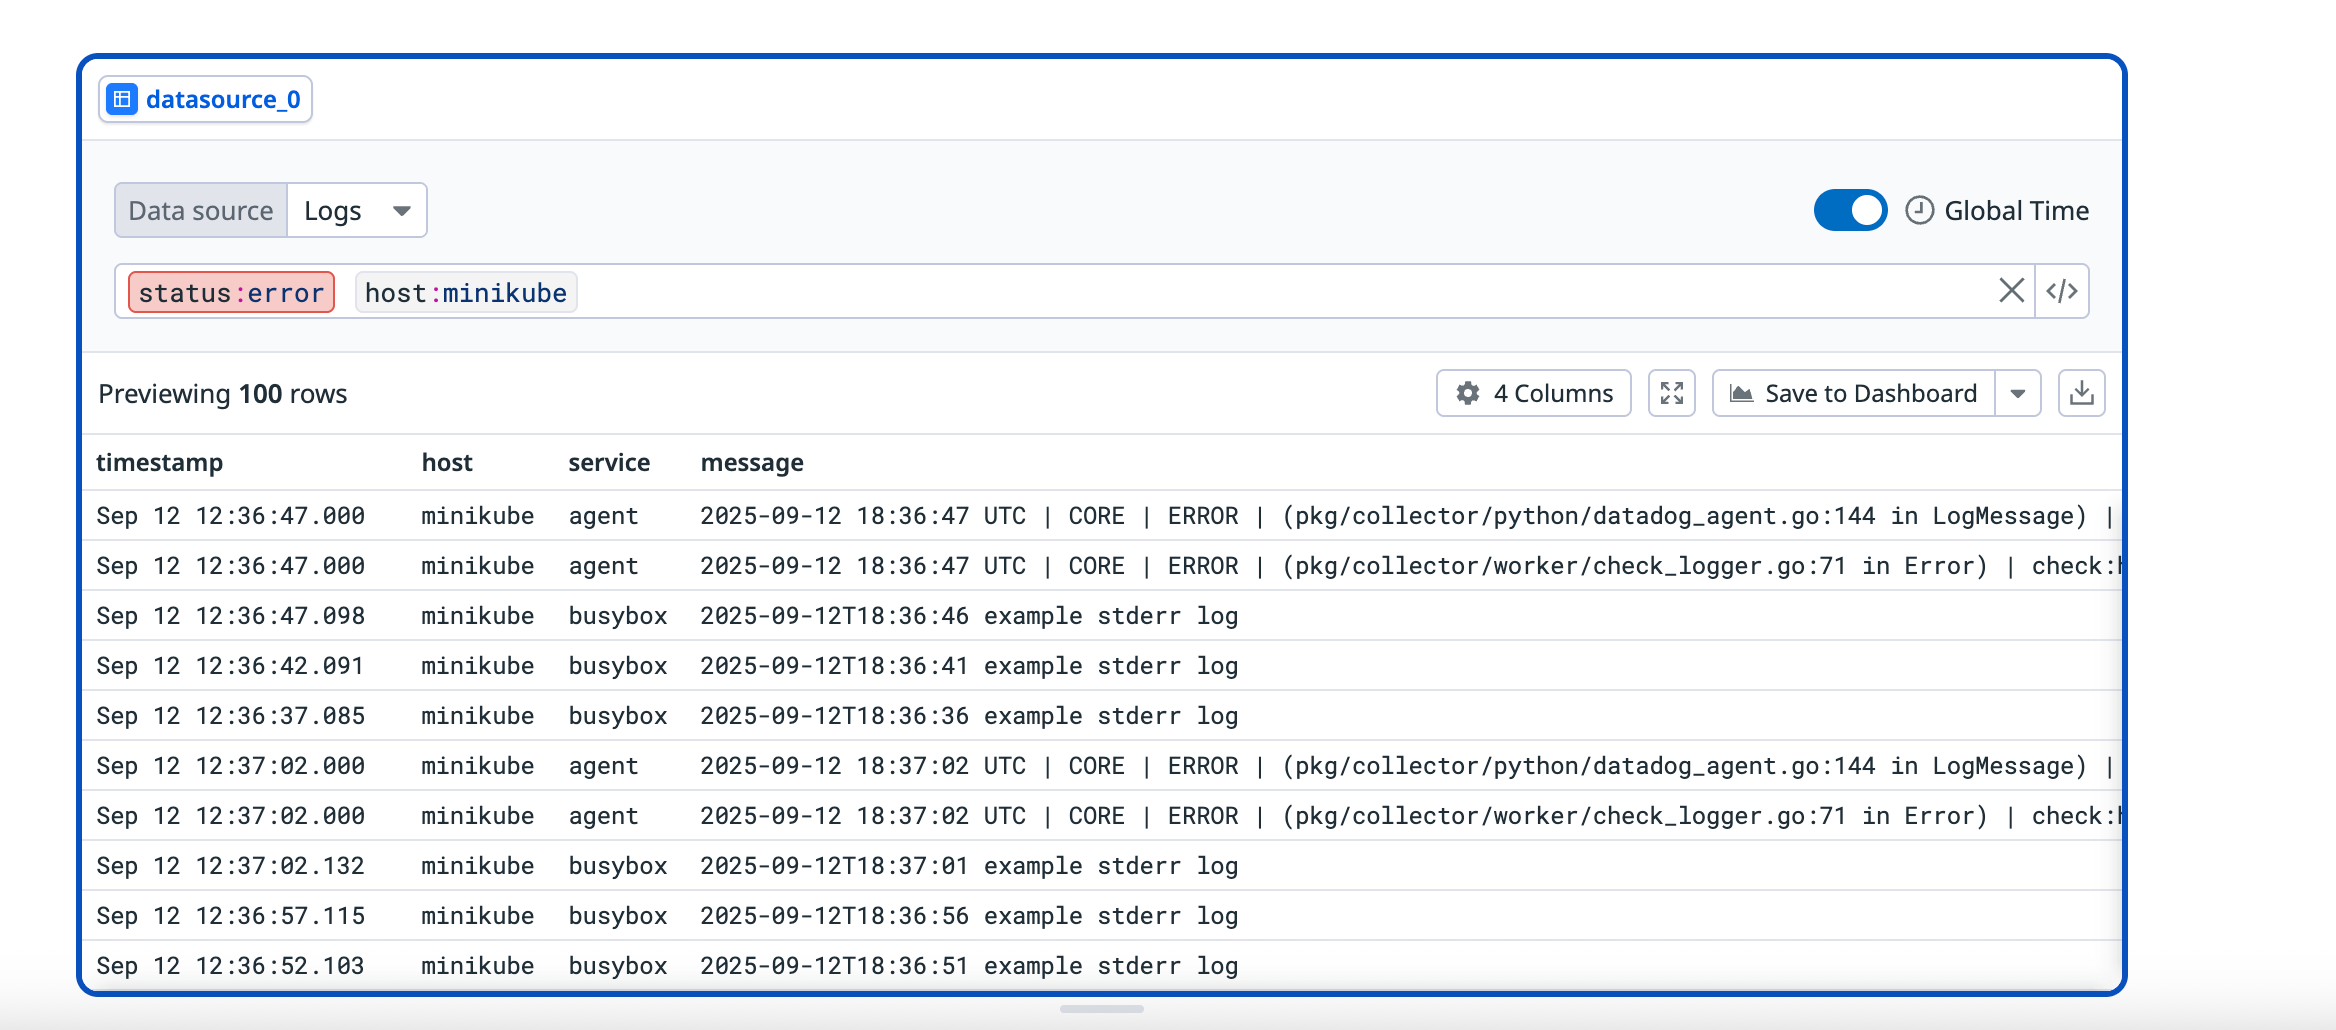 datasource_0
Data source Logs Global Time
status:error host:minikube </>
Previewing 100 rows 4 Columns Save to Dashboard
timestamp host service message
Sep 12 12:36:47.000 minikube agent 2025-09-12 18:36:47 UTC | CORE | ERROR | (pkg/collector/python/datadog_agent.go:144 in LogMessage) |
Sep 12 12:36:47.000 minikube agent 2025-09-12 18:36:47 UTC | CORE | ERROR | (pkg/collector/worker/check_logger.go:71 in Error) | check:
Sep 12 12:36:47.098 minikube busybox 2025-09-12T18:36:46 example stderr log
Sep 12 12:36:42.091 minikube busybox 2025-09-12T18:36:41 example stderr log
Sep 12 12:36:37.085 minikube busybox 2025-09-12T18:36:36 example stderr log
Sep 12 12:37:02.000 minikube agent 2025-09-12 18:37:02 UTC | CORE | ERROR | (pkg/collector/python/datadog_agent.go:144 in LogMessage) |
Sep 12 12:37:02.000 minikube agent 2025-09-12 18:37:02 UTC | CORE | ERROR | (pkg/collector/worker/check_logger.go:71 in Error) | check:
Sep 12 12:37:02.132 minikube busybox 2025-09-12T18:37:01 example stderr log
Sep 12 12:36:57.115 minikube busybox 2025-09-12T18:36:56 example stderr log
Sep 12 12:36:52.103 minikube busybox 2025-09-12T18:36:51 example stderr log